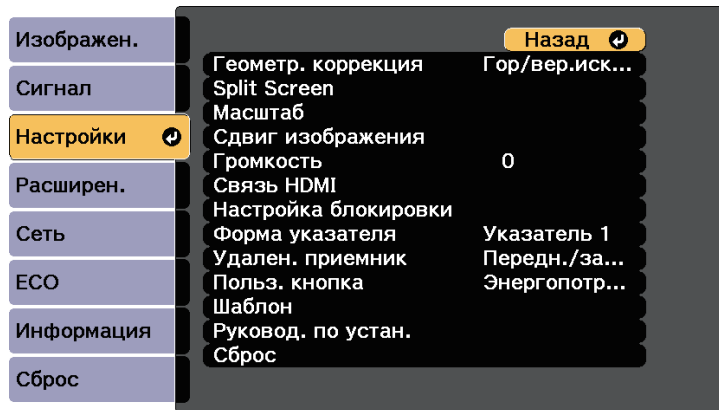 Изображен.
Сигнал
Настройки
Расширен.
Сеть
ECO
Информация
Сброс
Назад
Геометр. коррекция Гор/вер.иск...
Split Screen
Масштаб
Сдвиг изображения
Громкость 0
Связь HDMI
Настройка блокировки
Форма указателя Указатель 1
Удален. приемник Передн./за...
Польз. кнопка Энергопотр...
Шаблон
Руковод. по устан.
Сброс